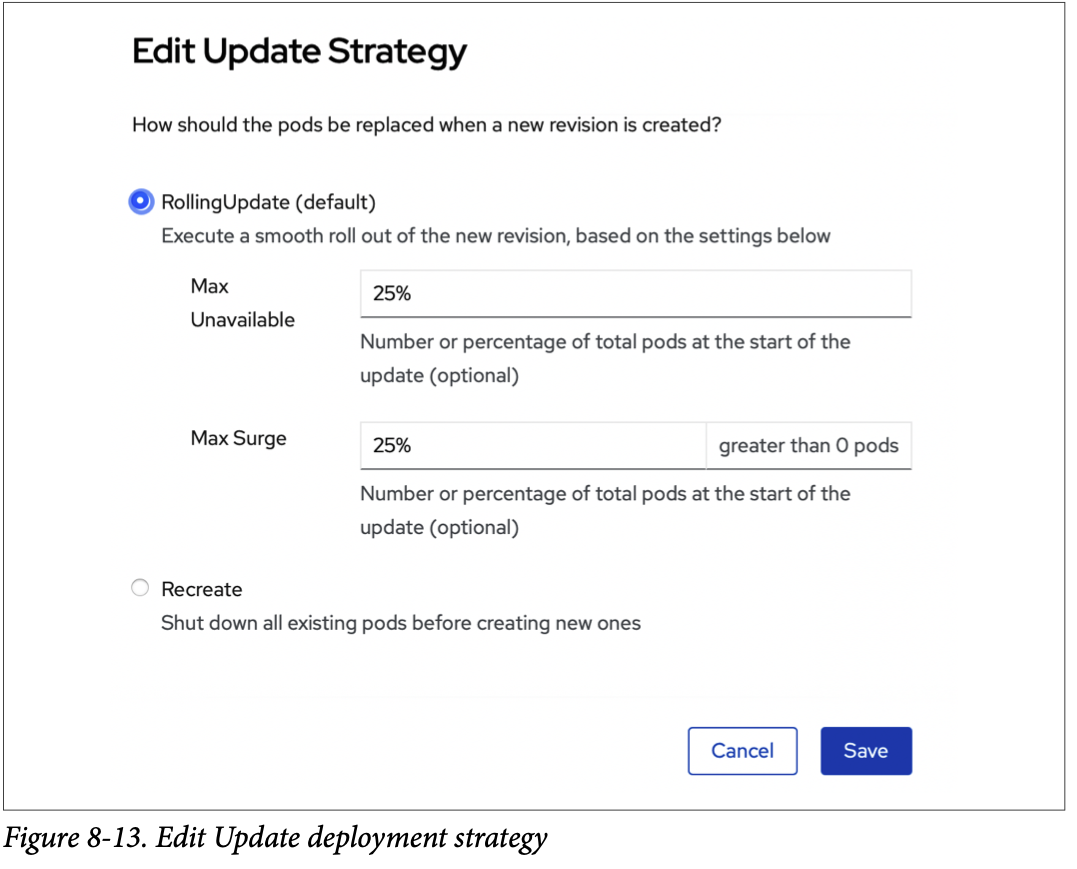 Edit Update Strategy
How should the pods be replaced when a new revision is created?
RollingUpdate (default)
Execute a smooth roll out of the new revision, based on the settings below
Max
Unavailable
25%
Number or percentage of total pods at the start of the
update (optional)
Max Surge
25%
greater than 0 pods
Number or percentage of total pods at the start of the
update (optional)
Recreate
Shut down all existing pods before creating new ones
Cancel
Save
Figure 8-13. Edit Update deployment strategy